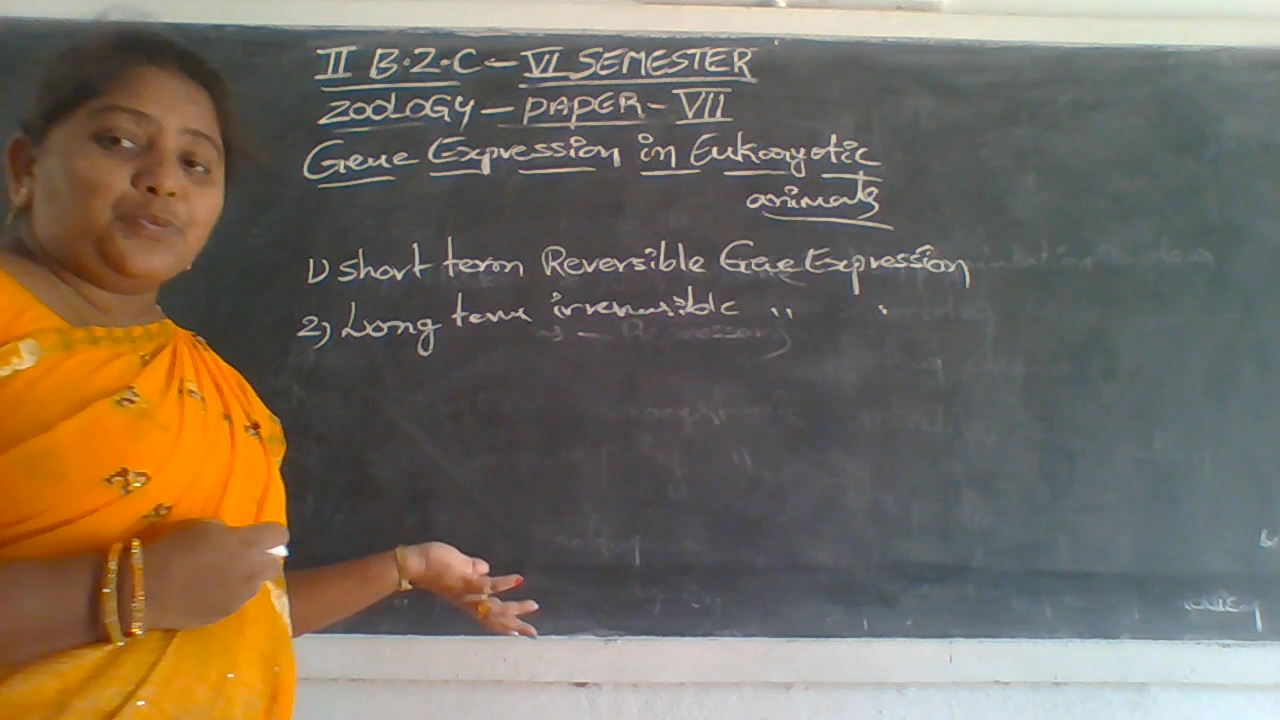 II B.Z.C - VI SEMESTER
ZOOLOGY - PAPER - VII
Gene Expression in Eukaryotic
animals
1) Short term Reversible Gene Expression
2) Long term irreversible " "